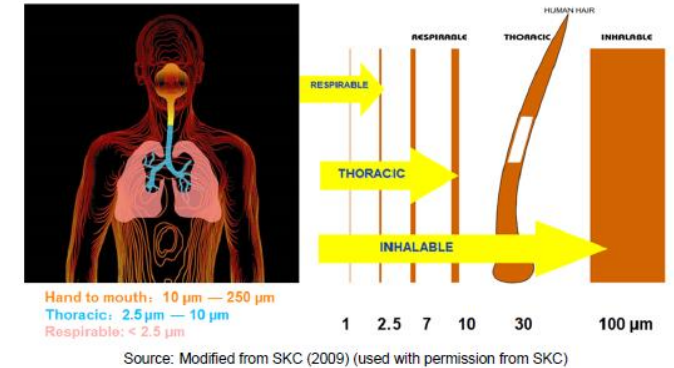 HUMAN HAIR
RESPIRABLE THORACIC INHALABLE
RESPIRABLE
THORACIC
INHALABLE
Hand to mouth: 10 µm — 250 µm
Thoracic: 2.5 µm — 10 µm
Respirable: < 2.5 µm
1 2.5 7 10 30 100 µm
Source: Modified from SKC (2009) (used with permission from SKC)